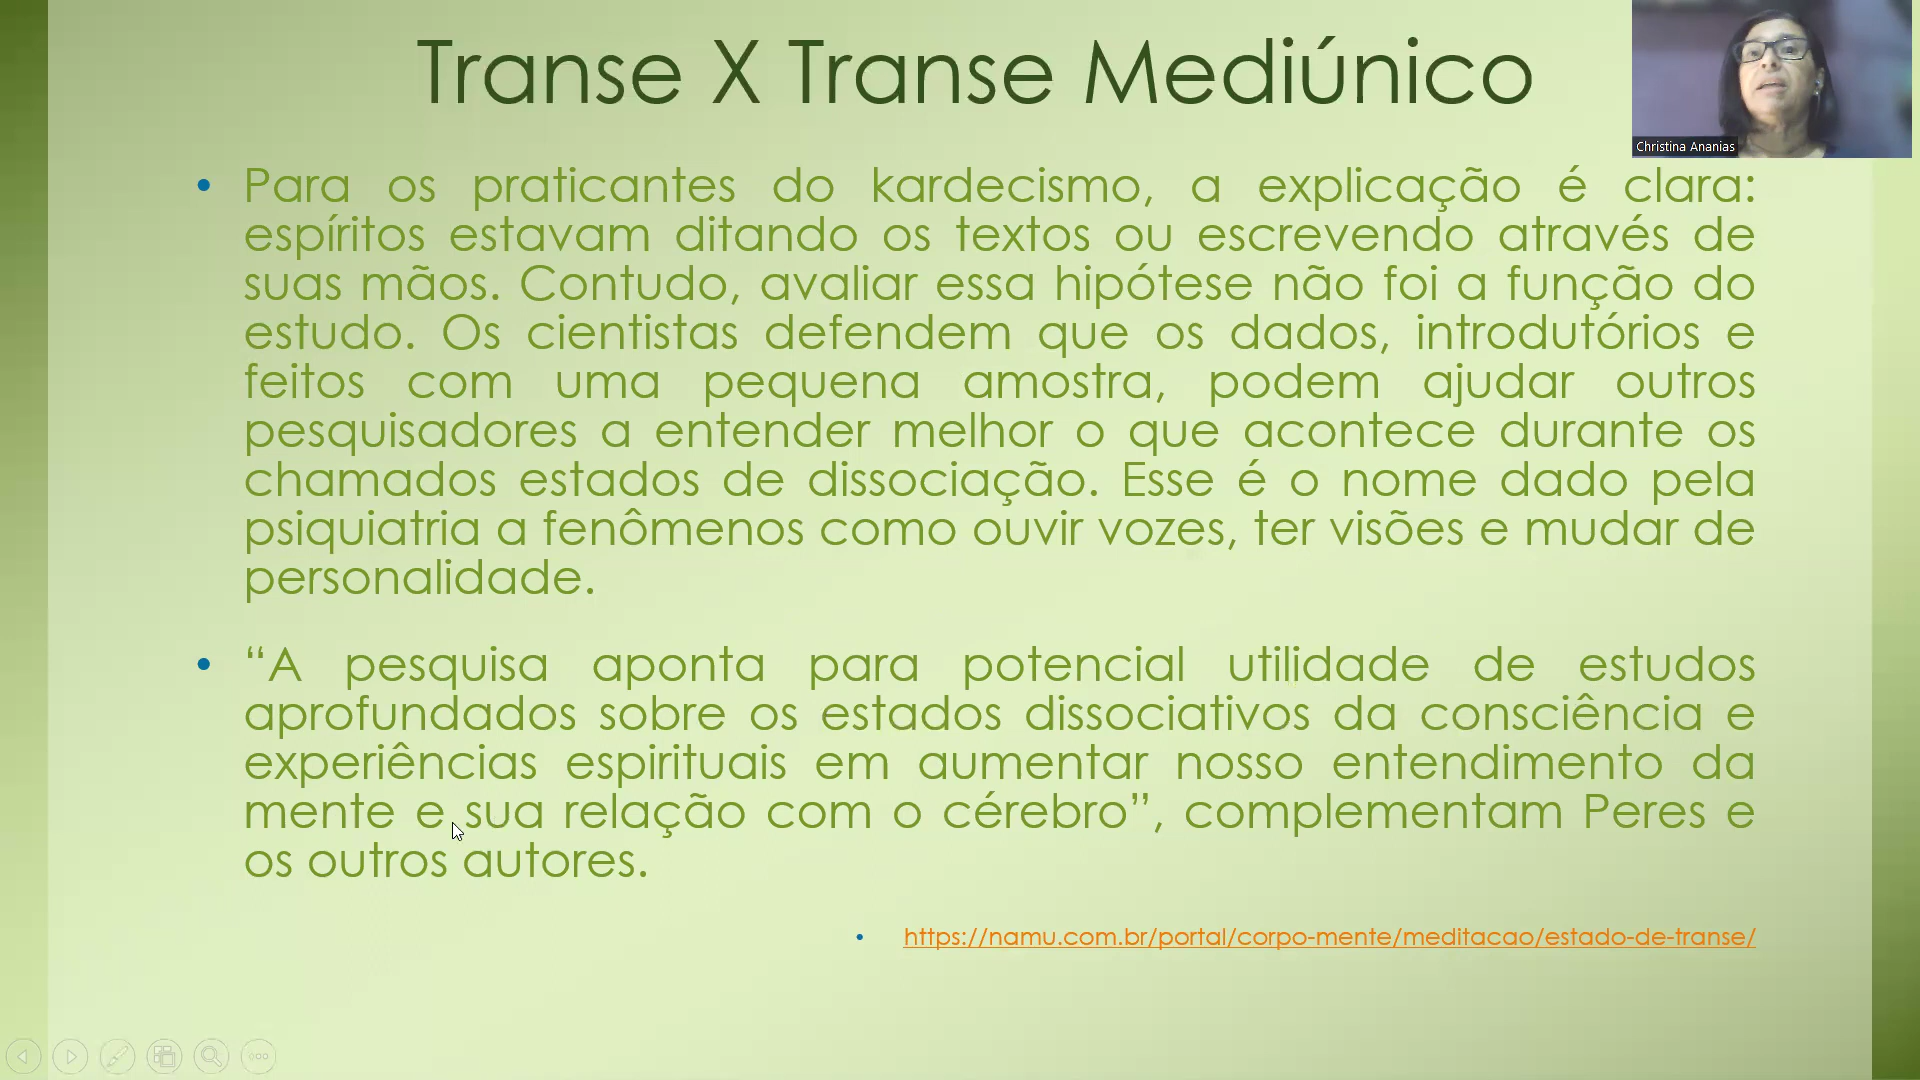 Transe X Transe Mediúnico
Christina Ananias
• Para os praticantes do kardecismo, a explicação é clara:
espíritos estavam ditando os textos ou escrevendo através de
suas mãos. Contudo, avaliar essa hipótese não foi a função do
estudo. Os cientistas defendem que os dados, introdutórios e
feitos com uma pequena amostra, podem ajudar outros
pesquisadores a entender melhor o que acontece durante os
chamados estados de dissociação. Esse é o nome dado pela
psiquiatria a fenômenos como ouvir vozes, ter visões e mudar de
personalidade.
• “A pesquisa aponta para potencial utilidade de estudos
aprofundados sobre os estados dissociativos da consciência e
experiências espirituais em aumentar nosso entendimento da
mente e sua relação com o cérebro”, complementam Peres e
os outros autores.
• https://namu.com.br/portal/corpo-mente/meditacao/estado-de-transe/